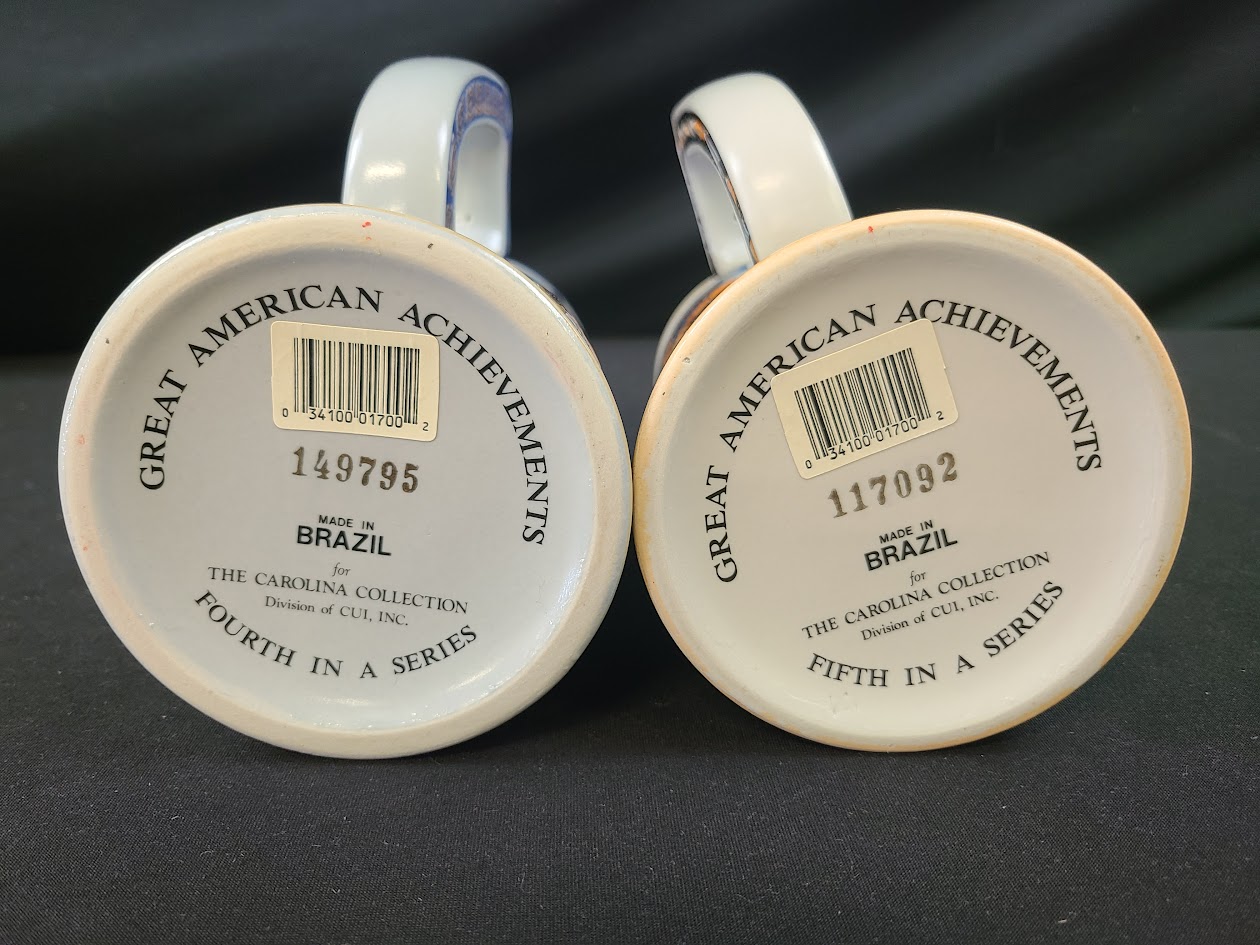 GREAT AMERICAN ACHIEVEMENTS
0 34100 01700 2
149795
MADE IN
BRAZIL
for
THE CAROLINA COLLECTION
Division of CUI, INC.
FOURTH IN A SERIES
GREAT AMERICAN ACHIEVEMENTS
0 34100 01700 2
117092
MADE IN
BRAZIL
for
THE CAROLINA COLLECTION
Division of CUI, INC.
FIFTH IN A SERIES